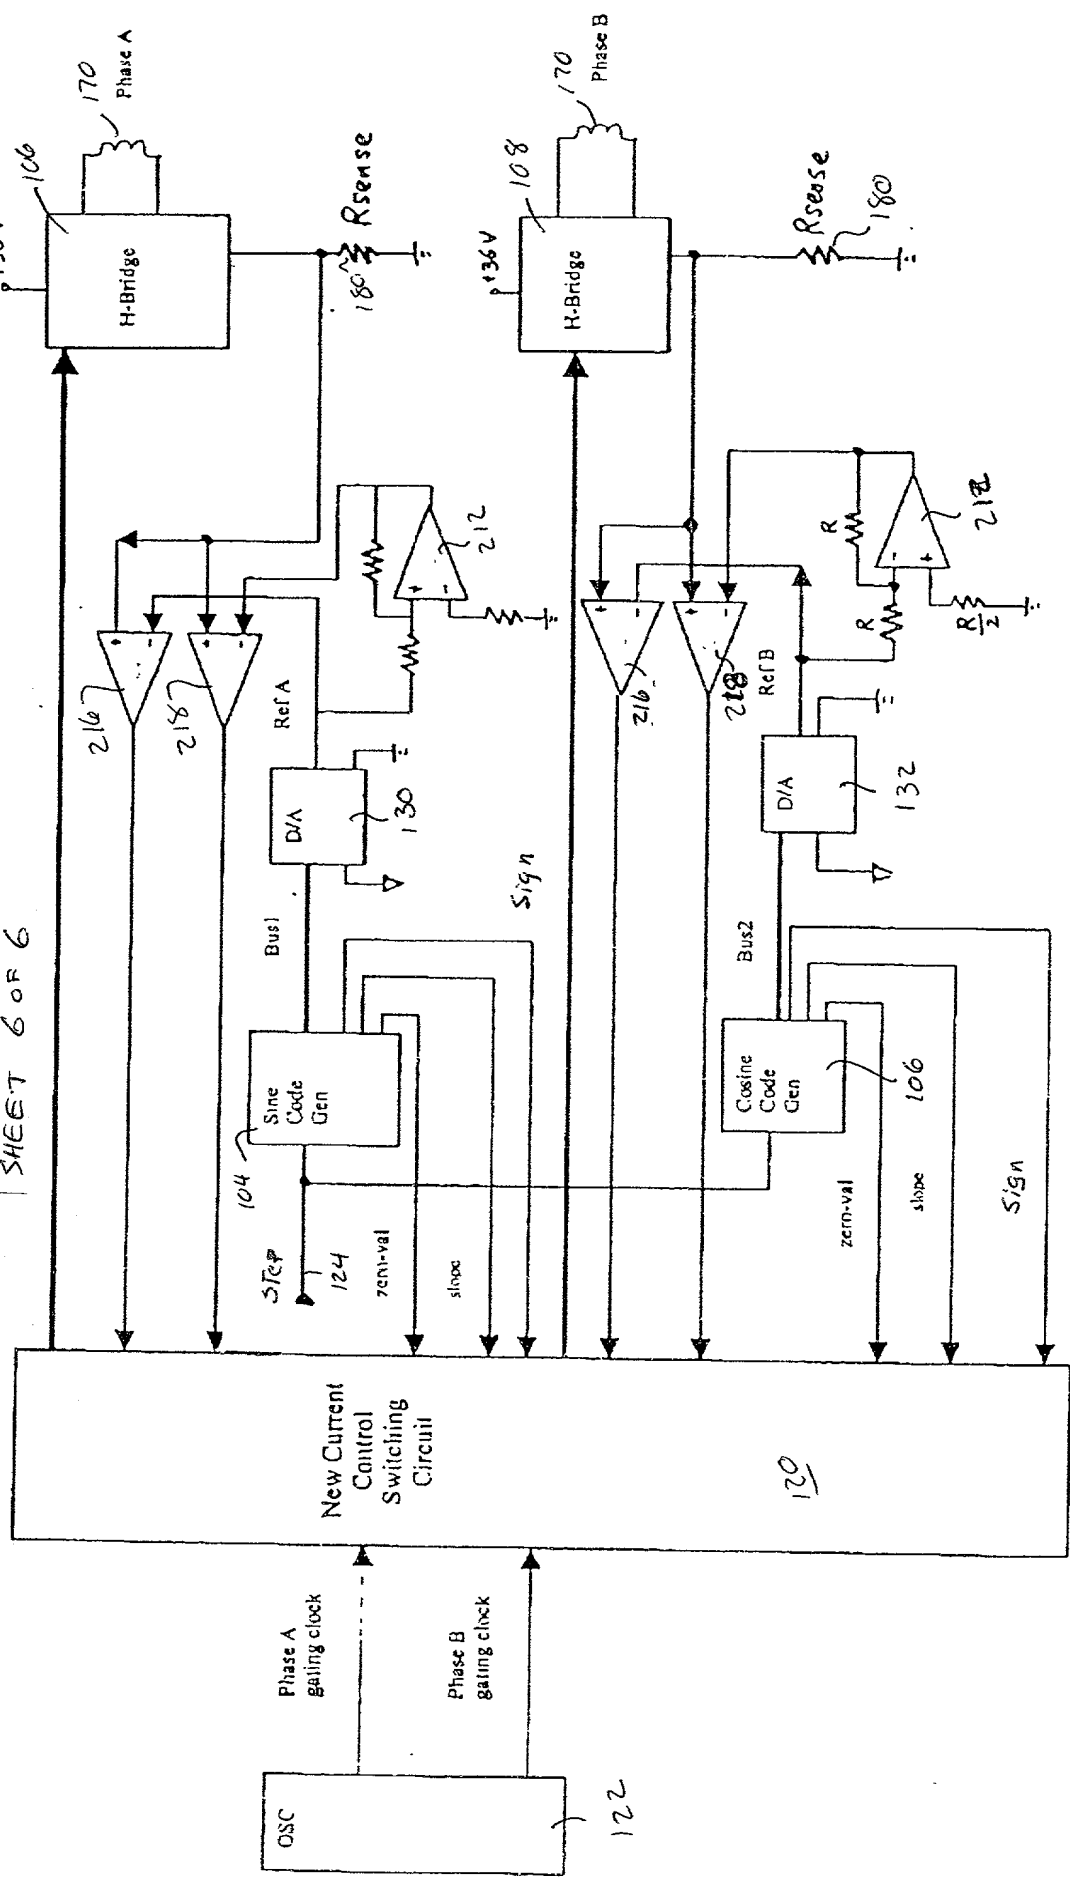 SHEET 6 OF 6
106
170
Phase A
H-Bridge
180
Rsense
216
+
-
218
+
-
Ref A
+
-
212
D/A
130
Bus1
104
Sine
Code
Gen
STEP
124
zero-val
slope
Sign
+36V
108
170
Phase B
H-Bridge
Rsense
180
+
-
216
+
-
218
Ref B
R
R
R/2
-
+
212
D/A
132
Bus2
Cosine
Code
Gen
106
zero-val
slope
Sign
New Current
Control
Switching
Circuit
120
Phase A
gating clock
Phase B
gating clock
OSC
122